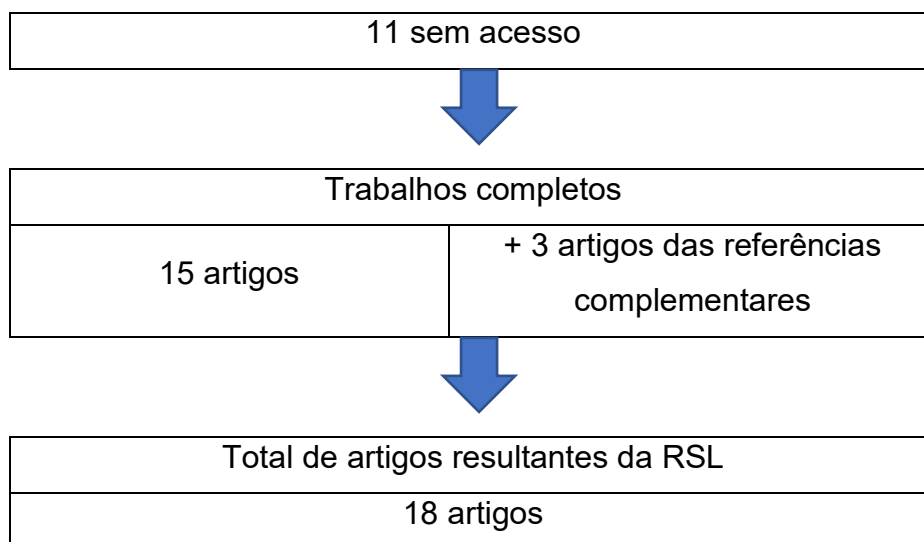 11 sem acesso
Trabalhos completos
15 artigos
+ 3 artigos das referências
complementares
Total de artigos resultantes da RSL
18 artigos